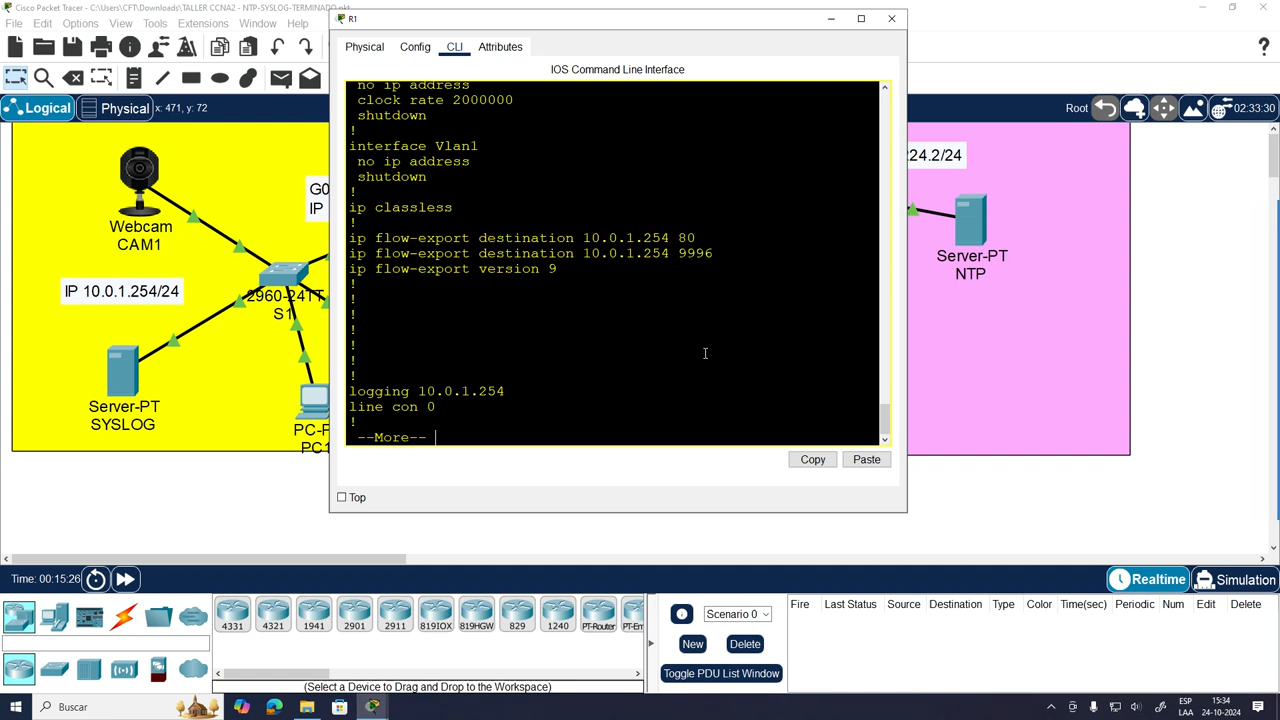 Cisco Packet Tracer - C:\Users\CFT\Downloads\TALLER CCNA2 - NTP-SYSLOG-TERMINADO.pkt
File Edit Options View Tools Extensions Window Help
R1
Physical Config CLI Attributes
IOS Command Line Interface
?
Logical Physical x: 471, y: 72
Root 02:33:30
no ip address
clock rate 2000000
shutdown
!
interface Vlan1
no ip address
shutdown
!
ip classless
!
ip flow-export destination 10.0.1.254 80
ip flow-export destination 10.0.1.254 9996
ip flow-export version 9
!
!
!
!
!
!
!
logging 10.0.1.254
line con 0
!
--More--
Copy Paste
Top
Webcam
CAM1
G0
IP
IP 10.0.1.254/24
2960-24TT
S1
Server-PT
SYSLOG
PC-P
PC1
24.2/24
Server-PT
NTP
Time: 00:15:26
Realtime Simulation
4331 4321 1941 2901 2911 819IOX 819HGW 829 1240 PT-Router PT-Em
(Select a Device to Drag and Drop to the Workspace)
Scenario 0
New Delete
Toggle PDU List Window
Fire Last Status Source Destination Type Color Time(sec) Periodic Num Edit Delete
Buscar
ESP
LAA
15:34
24-10-2024